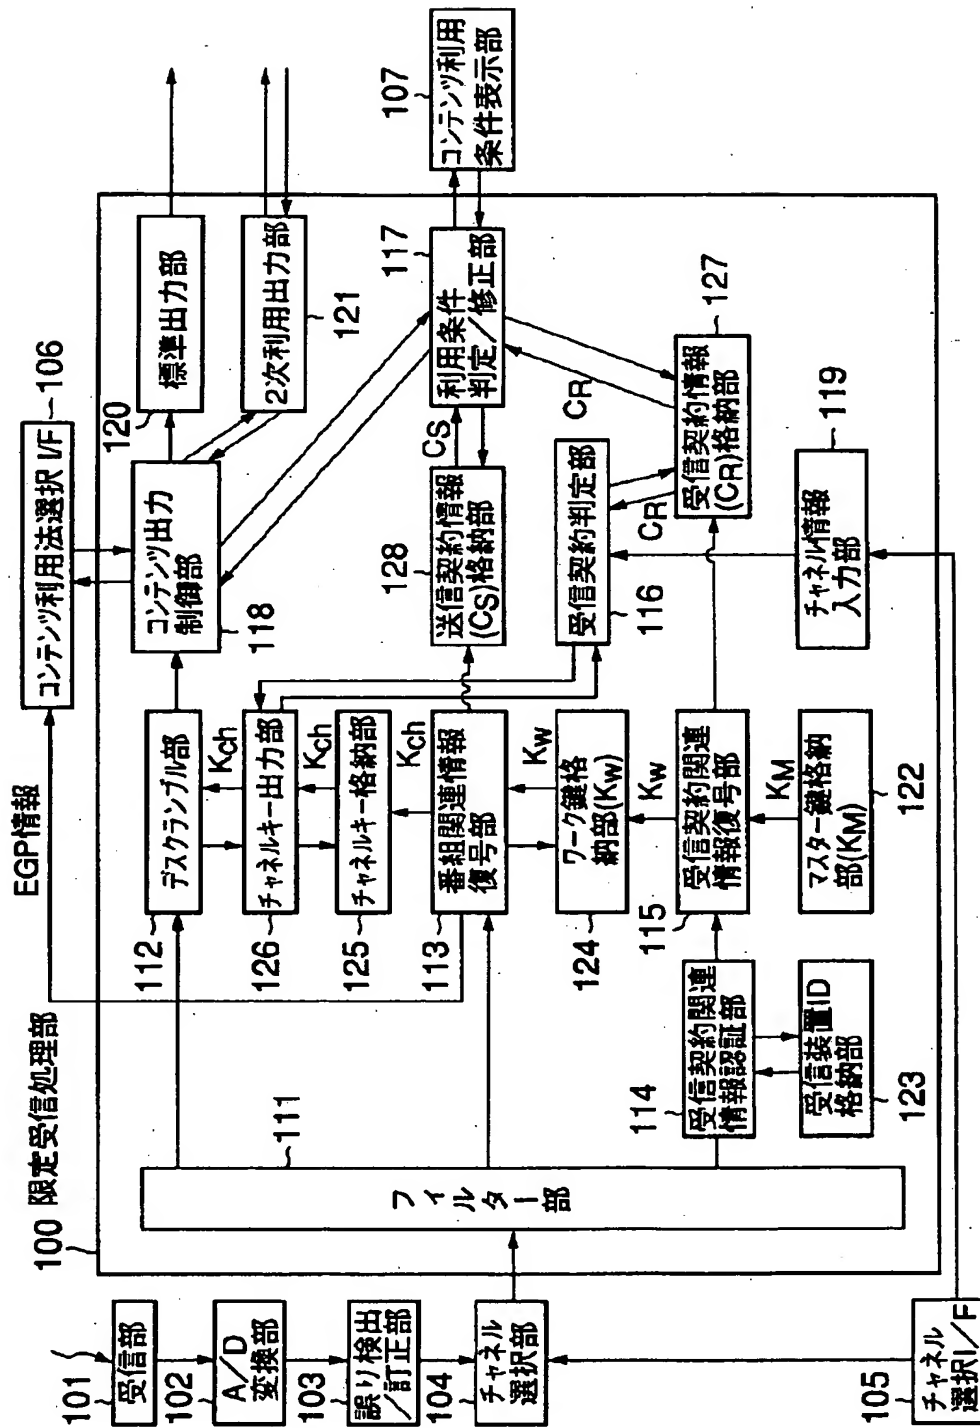 100 限定受信処理部
101
受信部
102
A/D
変換部
103
誤り検出
/訂正部
104
チャネル
選択部
105
チャネル
選択I/F
111
フィルター部
EGP情報
コンテンツ利用法選択 I/F
106
112
デスクランブル部
Kch
126
チャネルキー出力部
Kch
125
チャネルキー格納部
Kch
113
番組関連情報
復号部
Kw
124
ワーク鍵格
納部(Kw)
Kw
115
受信契約関連
情報復号部
KM
マスター鍵格納
部(KM)
122
114
受信契約関連
情報認証部
受信装置ID
格納部
123
コンテンツ出力
制御部
118
120
標準出力部
2次利用出力部
121
128
送信契約情報
(CS)格納部
CS
利用条件
判定/修正部
117
107
コンテンツ利用
条件表示部
受信契約判定部
116
CR
CR
受信契約情報
(CR)格納部
127
チャネル情報
入力部
119